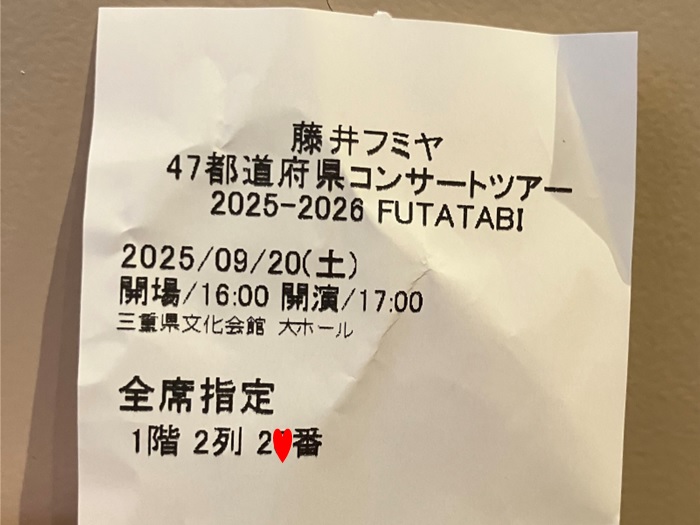 藤井フミヤ
47都道府県コンサートツアー
2025-2026 FUTATABI
2025/09/20(土)
開場/16:00 開演/17:00
三重県文化会館 大ホール
全席指定
1階 2列 2番